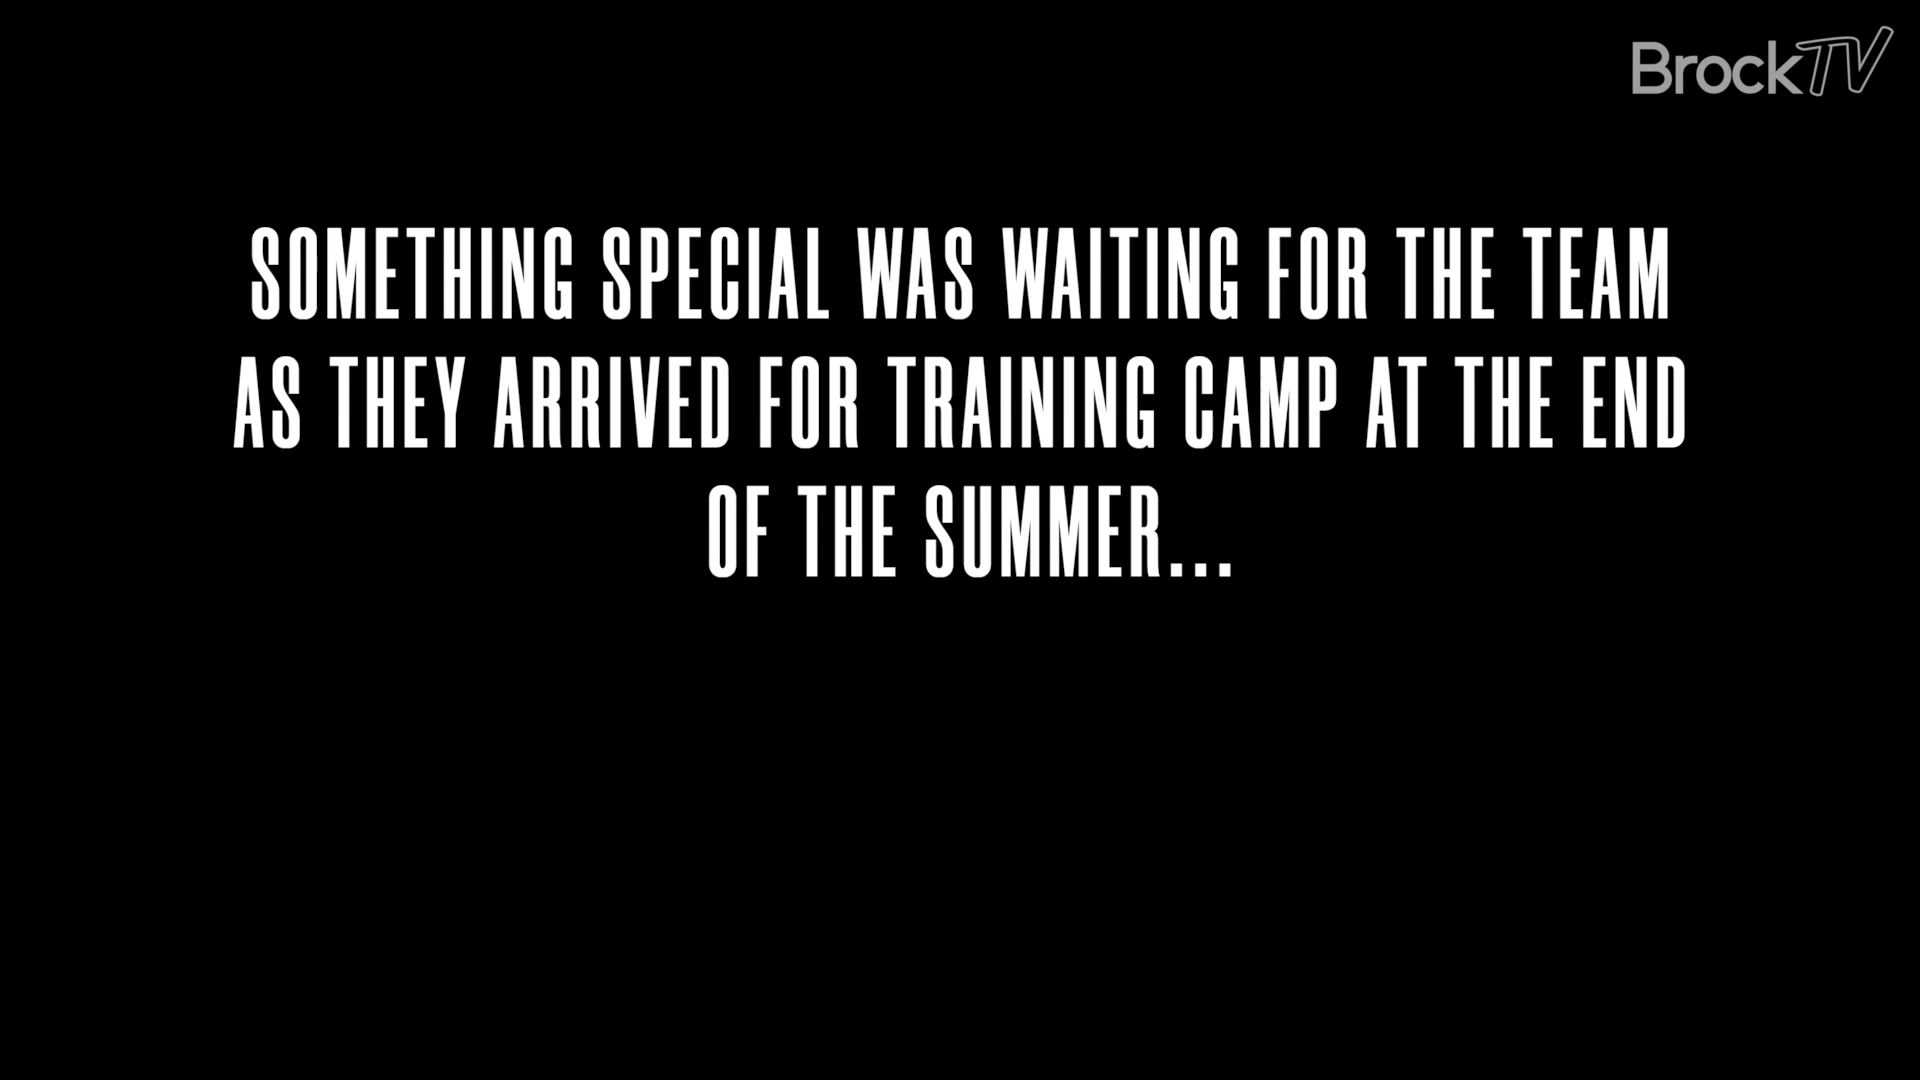 BrockTV
SOMETHING SPECIAL WAS WAITING FOR THE TEAM
AS THEY ARRIVED FOR TRAINING CAMP AT THE END
OF THE SUMMER...